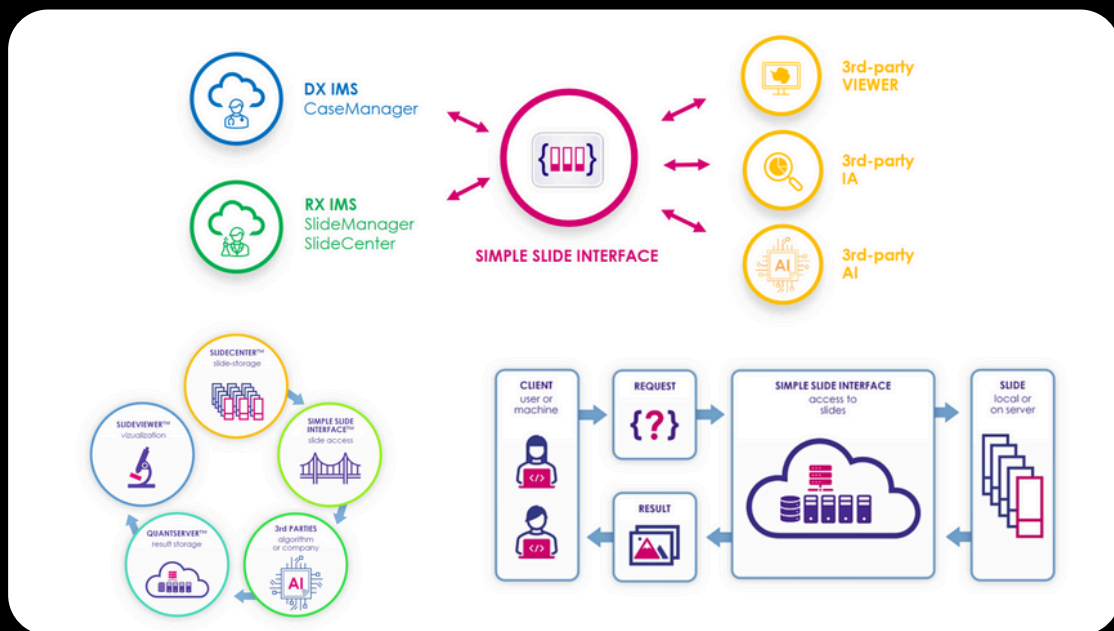 DX IMS
CaseManager
RX IMS
SlideManager
SlideCenter
{ }
SIMPLE SLIDE INTERFACE
3rd-party
VIEWER
3rd-party
IA
3rd-party
AI
AI
SLIDECENTER™
slide-storage
SIMPLE SLIDE
INTERFACE™
slide access
3rd PARTIES
algorithm
or company
AI
QUANTSERVER™
result storage
SLIDEVIEWER™
vizualization
CLIENT
user or
machine
</>
</>
REQUEST
{?}
RESULT
SIMPLE SLIDE INTERFACE
access to
slides
SLIDE
local or
on server